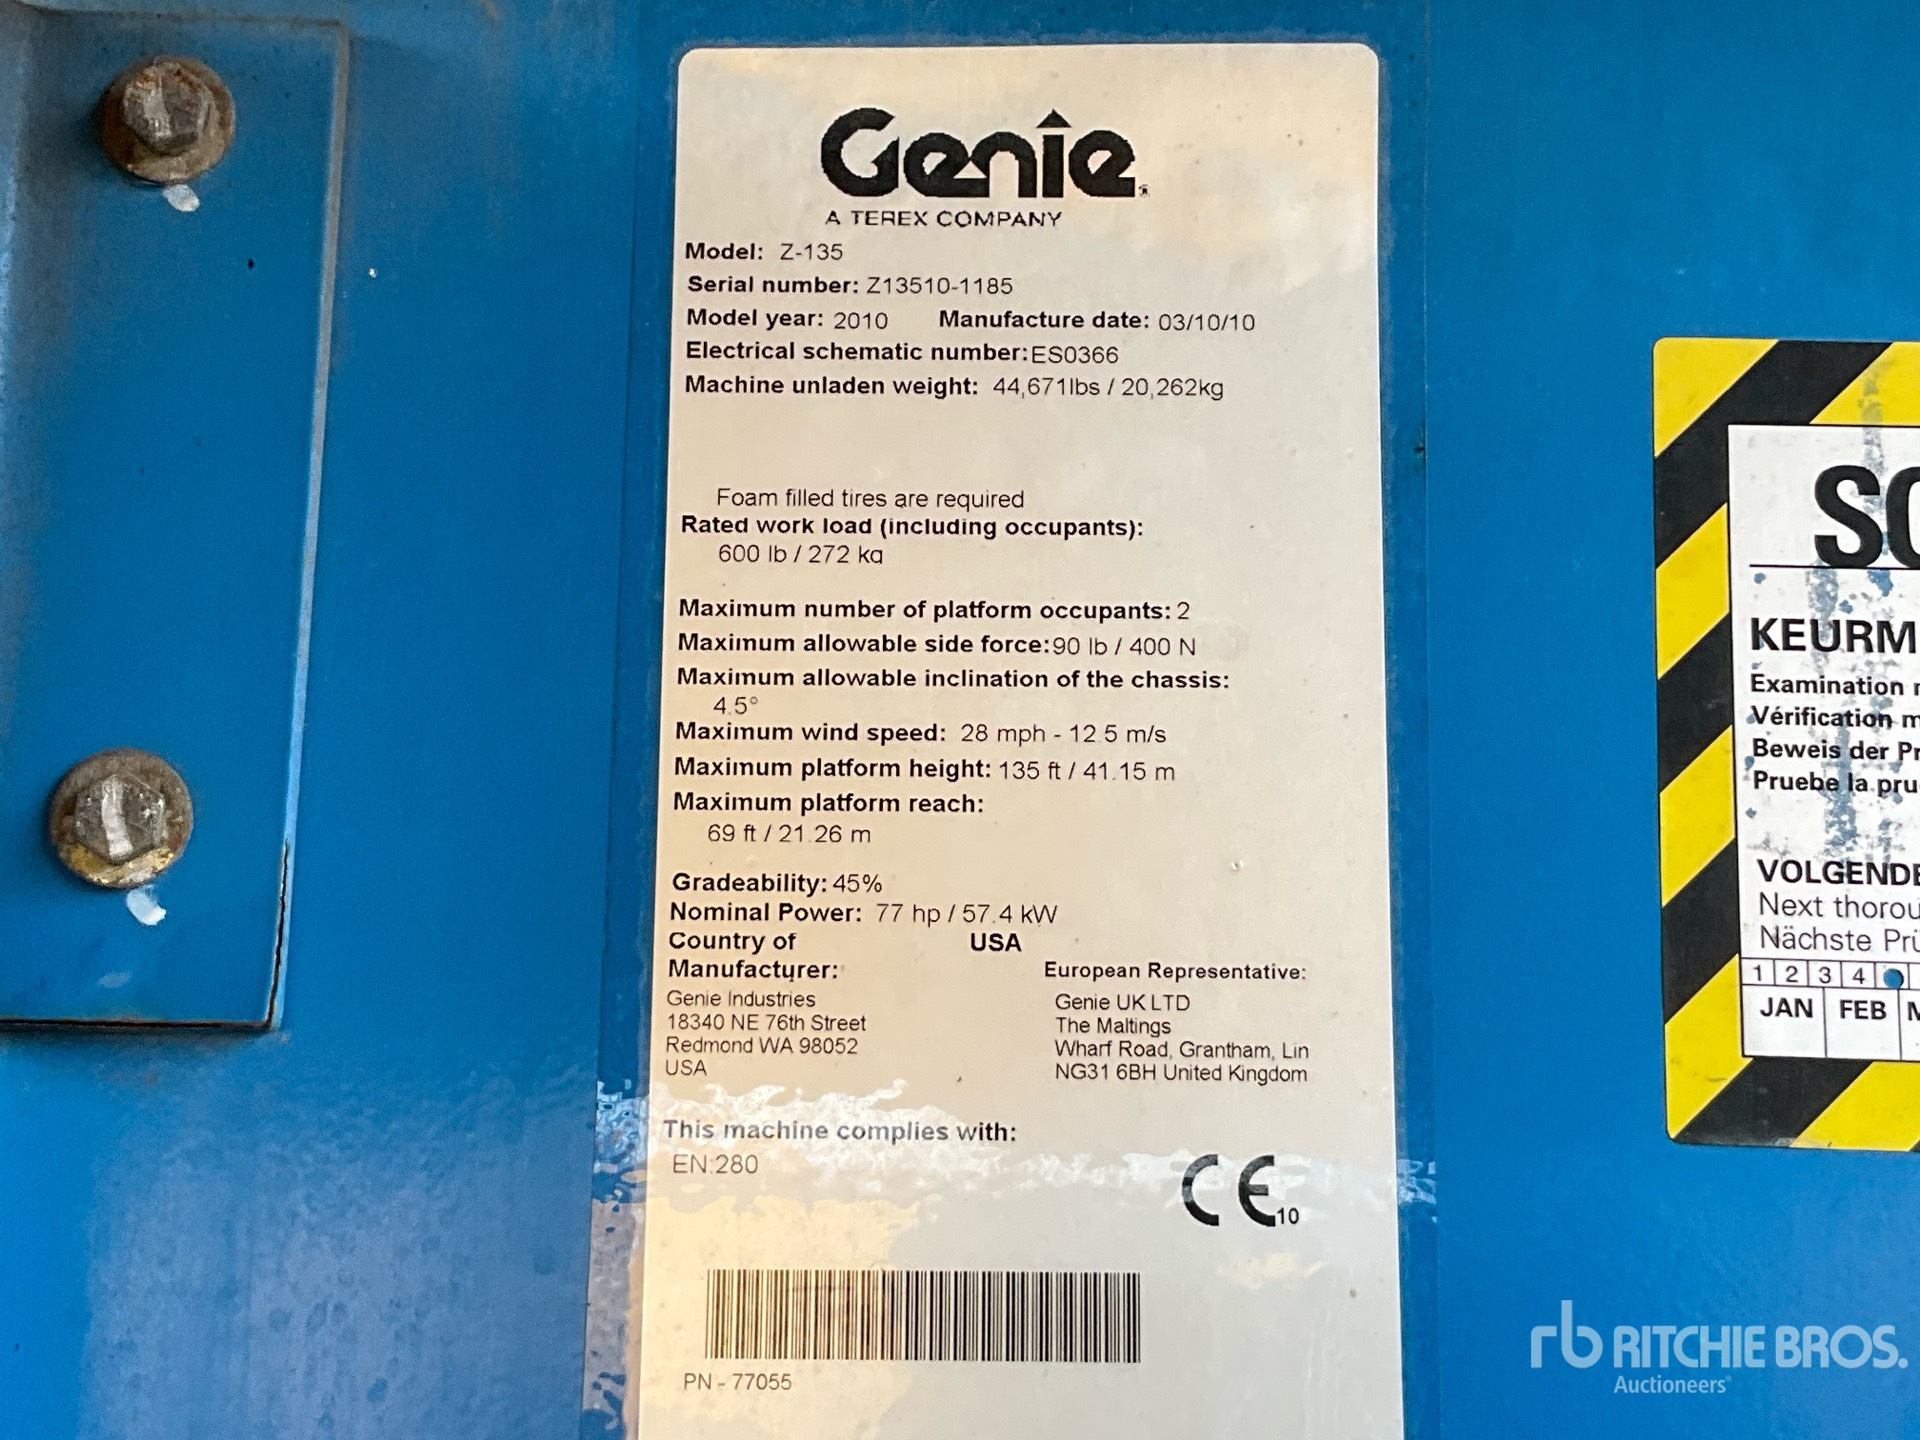 Genie
A TEREX COMPANY
Model: Z-135
Serial number: Z13510-1185
Model year: 2010 Manufacture date: 03/10/10
Electrical schematic number: ES0366
Machine unladen weight: 44,671lbs / 20,262kg
Foam filled tires are required
Rated work load (including occupants):
600 lb / 272 kg
Maximum number of platform occupants: 2
Maximum allowable side force: 90 lb / 400 N
Maximum allowable inclination of the chassis:
4.5°
Maximum wind speed: 28 mph - 12.5 m/s
Maximum platform height: 135 ft / 41.15 m
Maximum platform reach:
69 ft / 21.26 m
Gradeability: 45%
Nominal Power: 77 hp / 57.4 kW
Country of USA
Manufacturer:
Genie Industries
18340 NE 76th Street
Redmond WA 98052
USA
European Representative:
Genie UK LTD
The Maltings
Wharf Road, Grantham, Lin
NG31 6BH United Kingdom
This machine complies with:
EN:280
CE 10
PN - 77055
KEURM
Examination
Vérification m
Beweis der Pr
Pruebe la pru
VOLGENDE
Next thorou
Nächste Prü
1 2 3 4
JAN FEB
rb RITCHIE BROS.
Auctioneers